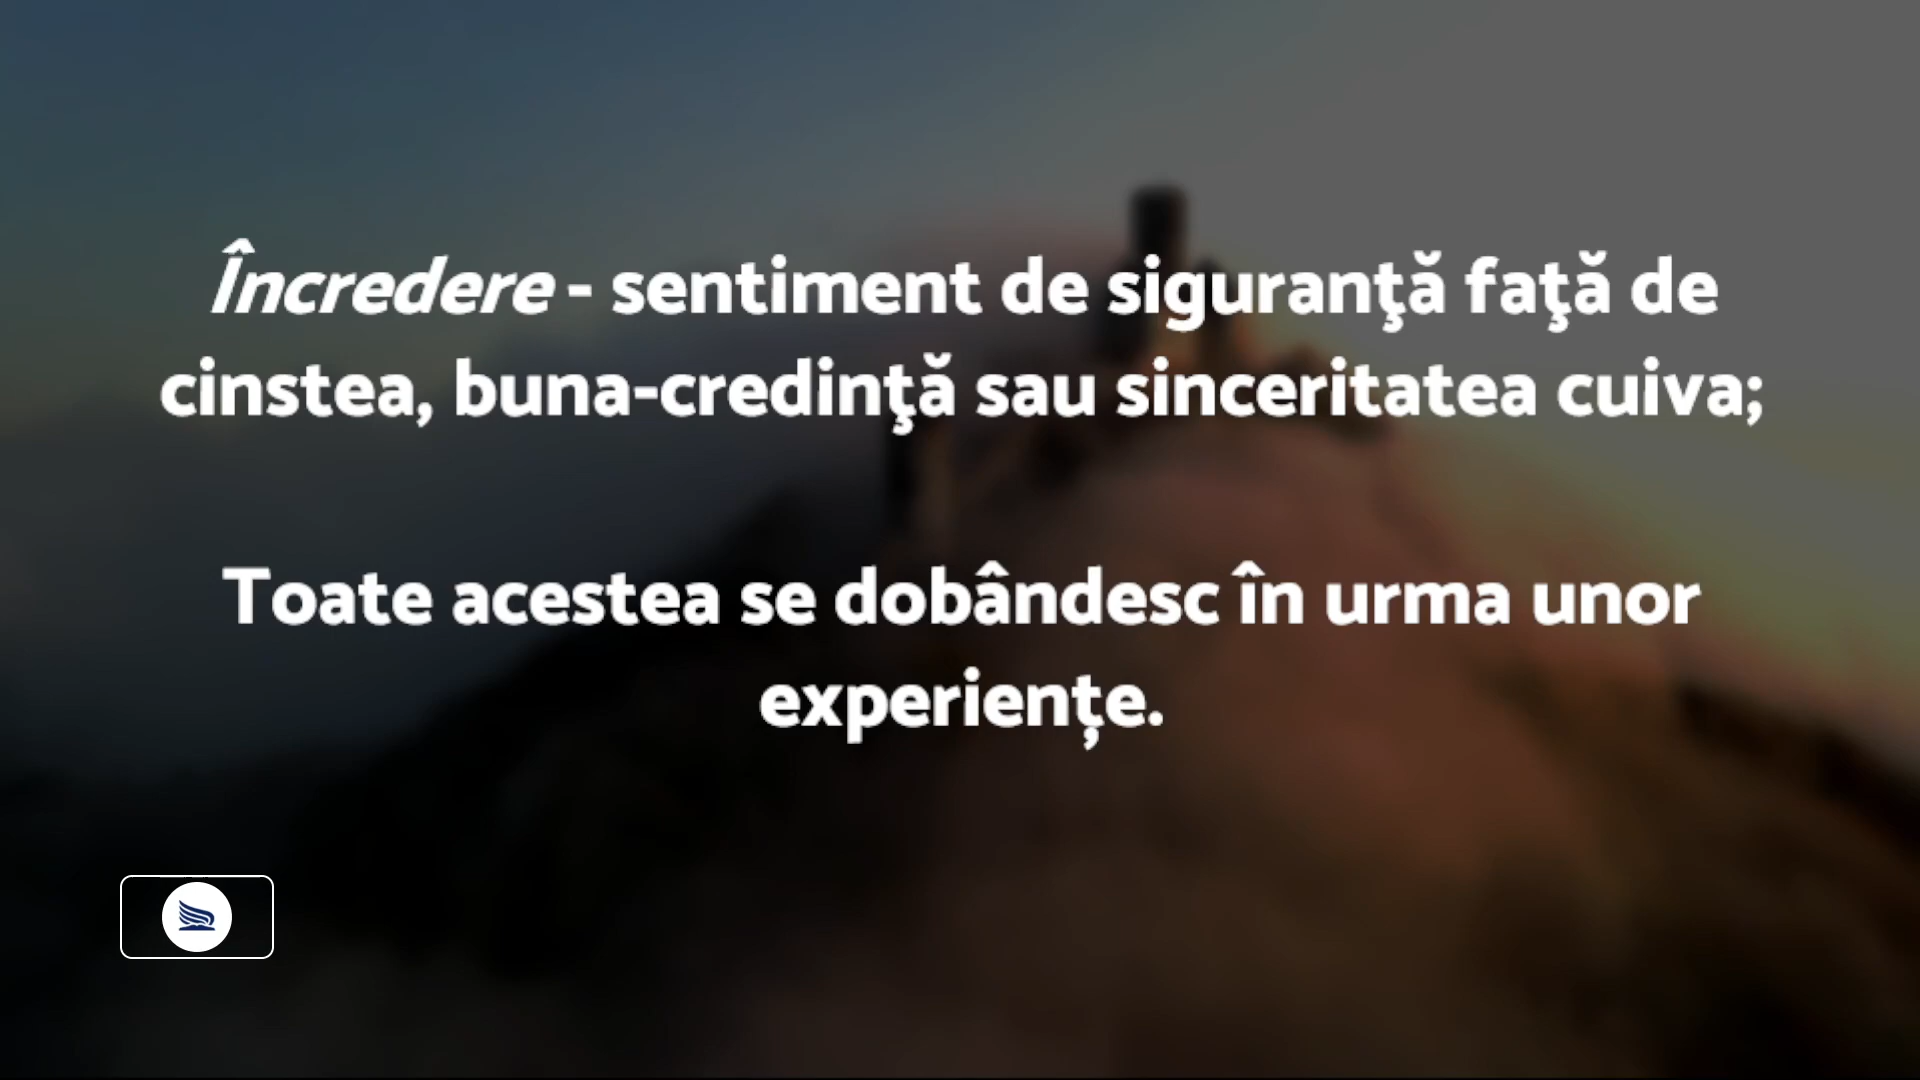 Încredere - sentiment de siguranţă faţă de
cinstea, buna-credinţă sau sinceritatea cuiva;
Toate acestea se dobândesc în urma unor
experiențe.